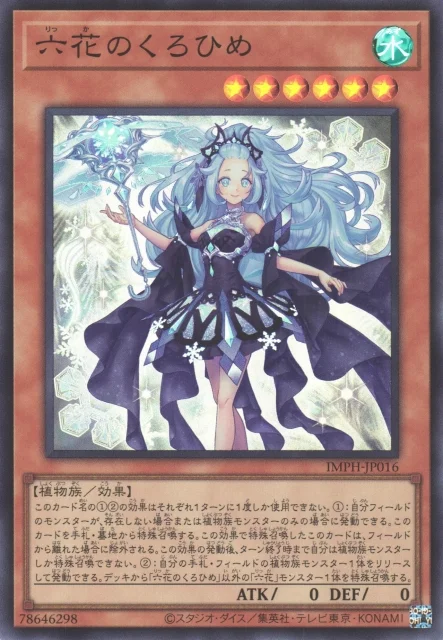 六花のくろひめ
水
IMPH-JP016
【植物族／効果】
このカード名の①②の効果はそれぞれ1ターンに1度しか使用できない。①：自分フィールド
のモンスターが、存在しない場合または植物族モンスターのみの場合に発動できる。この
カードを手札・墓地から特殊召喚する。この効果で特殊召喚したこのカードは、フィールド
から離れた場合に除外される。この効果の発動後、ターン終了時まで自分は植物族モンスター
しか特殊召喚できない。②：自分の手札・フィールドの植物族モンスター1体をリリース
して発動できる。デッキから「六花のくろひめ」以外の「六花」モンスター1体を特殊召喚する。
ATK/ 0 DEF/ 0
78646298 ©スタジオ・ダイス／集英社・テレビ東京・KONAMI